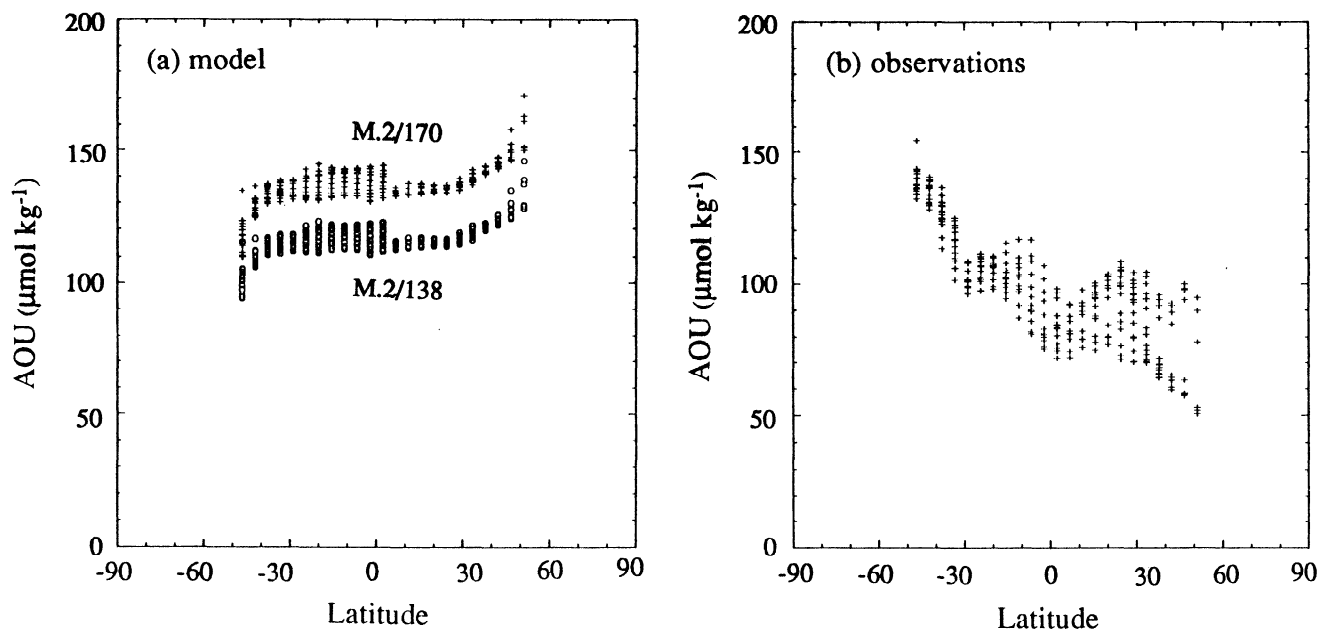 200
150
100
50
0
AOU (μmol kg-1)
(a) model
M.2/170
M.2/138
-90 -60 -30 0 30 60 90
Latitude
200
150
100
50
0
AOU (μmol kg-1)
(b) observations
-90 -60 -30 0 30 60 90
Latitude